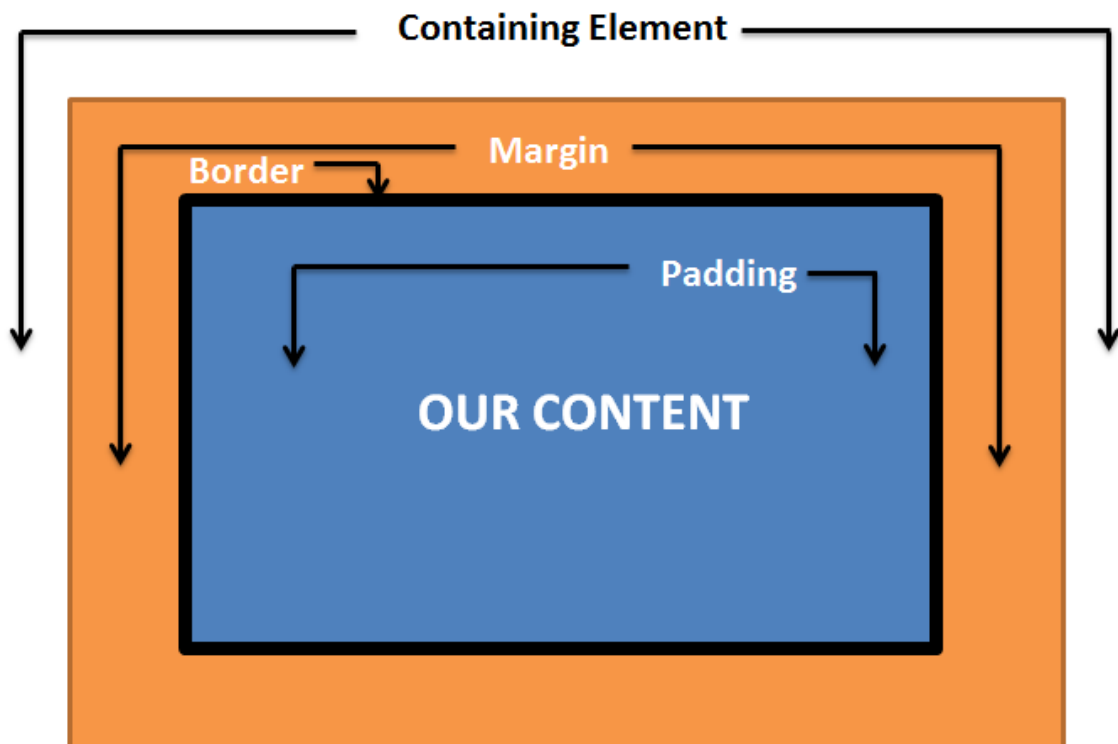 Containing Element
Margin
Border
Padding
OUR CONTENT